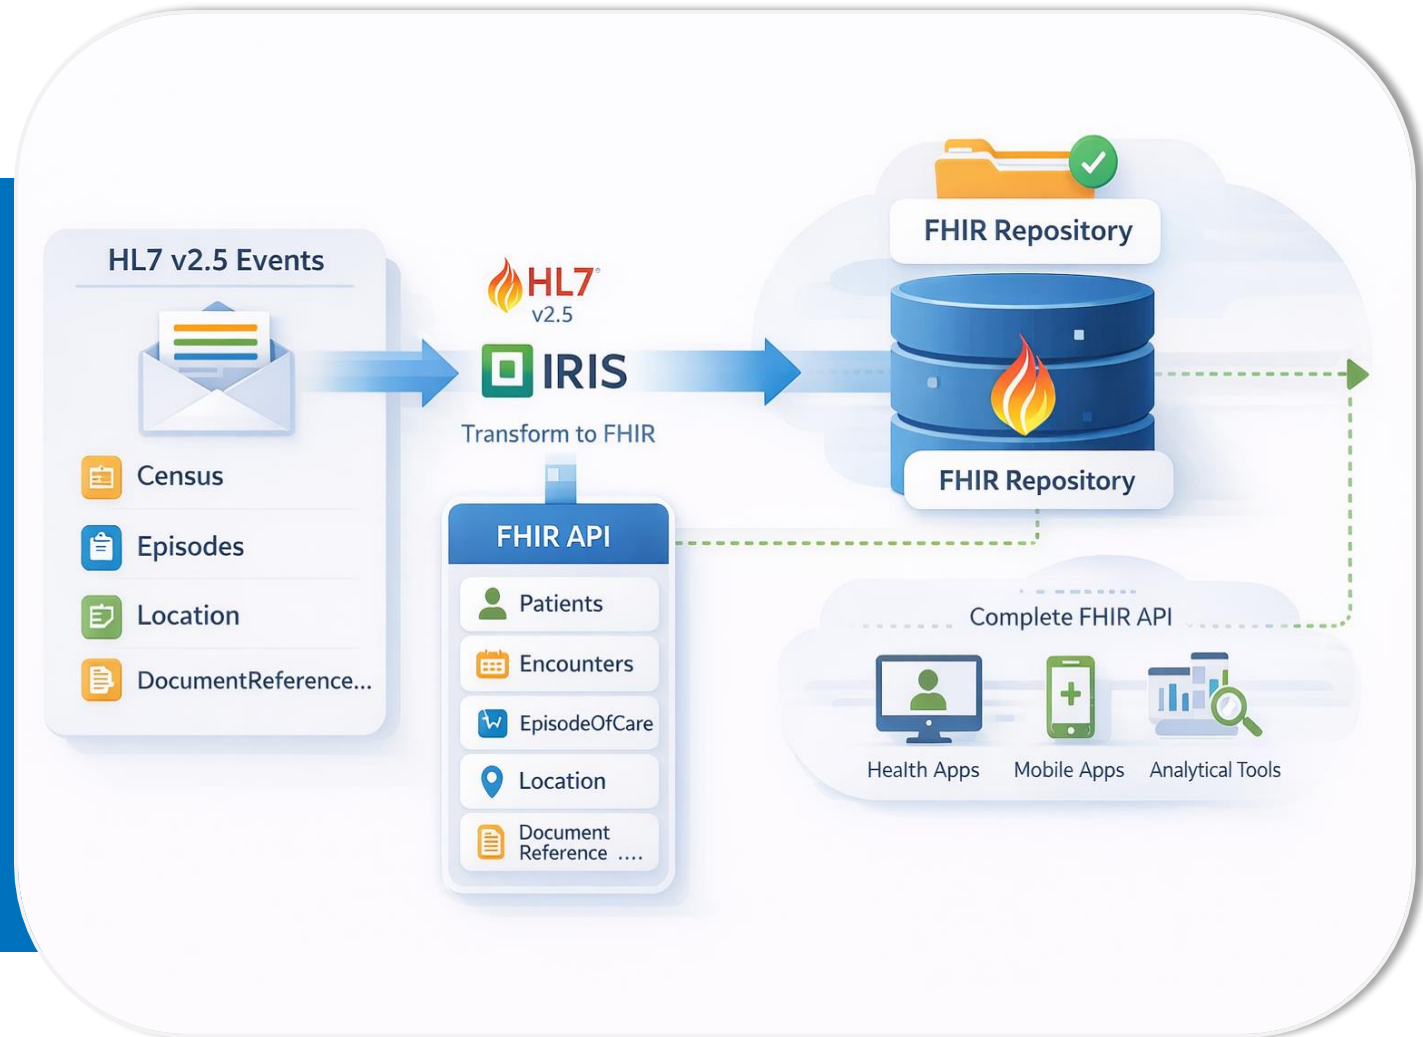 HL7 v2.5 Events
Census
Episodes
Location
DocumentReference...
HL7
v2.5
IRIS
Transform to FHIR
FHIR API
Patients
Encounters
EpisodeOfCare
Location
Document
Reference ....
FHIR Repository
FHIR Repository
Complete FHIR API
Health Apps
Mobile Apps
Analytical Tools